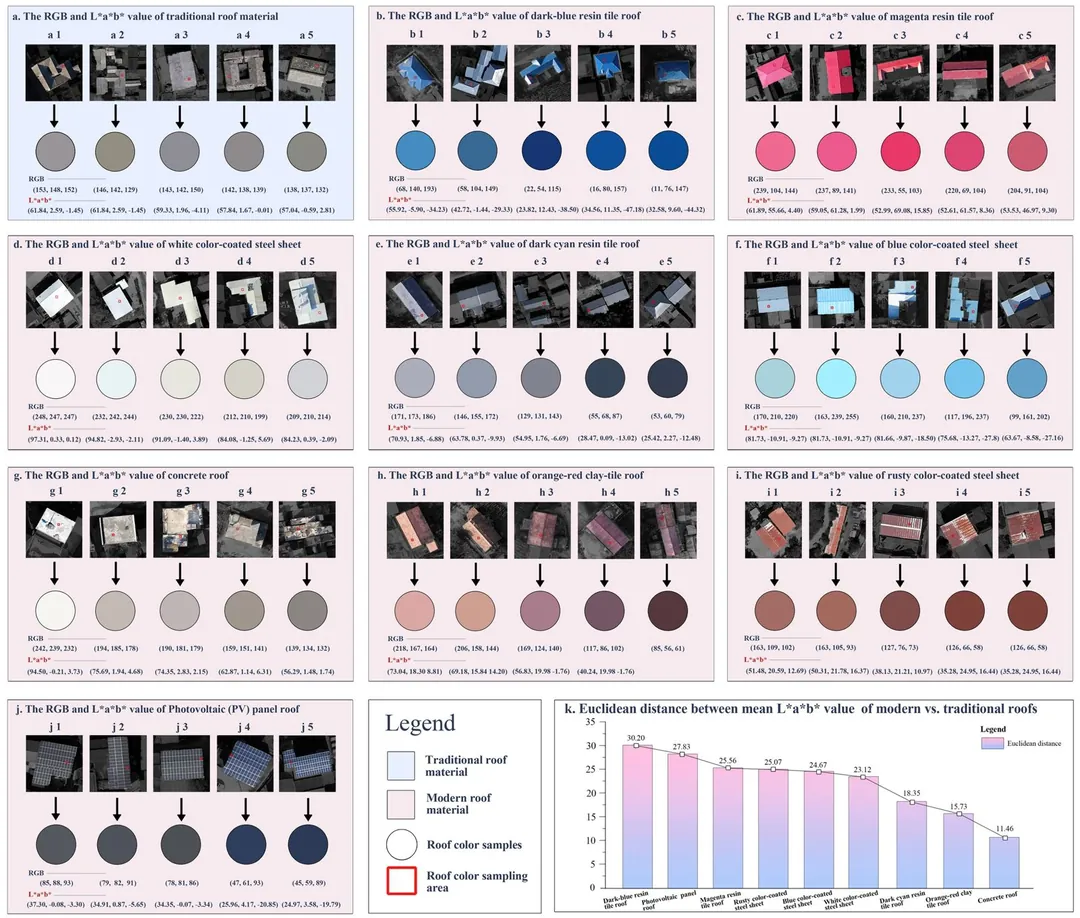 a. The RGB and L*a*b* value of traditional roof material
a 1 a 2 a 3 a 4 a 5
RGB
(153, 148, 152) (146, 142, 129) (143, 142, 150) (142, 138, 139) (138, 137, 132)
L*a*b*
(61.84, 2.59, -1.45) (61.84, 2.59, -1.45) (59.33, 1.96, -4.11) (57.84, 1.67, -0.01) (57.04, -0.59, 2.81)
b. The RGB and L*a*b* value of dark-blue resin tile roof
b 1 b 2 b 3 b 4 b 5
RGB
(68, 140, 193) (58, 104, 149) (22, 54, 115) (16, 80, 157) (11, 76, 147)
L*a*b*
(55.92, -5.90, -34.23) (42.72, -1.44, -29.33) (23.82, 12.43, -38.50) (34.56, 11.35, -47.18) (32.58, 9.60, -44.32)
c. The RGB and L*a*b* value of magenta resin tile roof
c 1 c 2 c 3 c 4 c 5
RGB
(239, 104, 144) (237, 89, 141) (233, 55, 103) (220, 69, 104) (204, 91, 104)
L*a*b*
(61.89, 55.66, 4.40) (59.05, 61.28, 1.99) (52.99, 69.08, 15.85) (52.61, 61.57, 8.36) (53.53, 46.97, 9.30)
d. The RGB and L*a*b* value of white color-coated steel sheet
d 1 d 2 d 3 d 4 d 5
RGB
(248, 247, 247) (232, 242, 244) (230, 230, 222) (212, 210, 199) (209, 210, 214)
L*a*b*
(97.31, 0.33, 0.12) (94.82, -2.93, -2.11) (91.09, -1.40, 3.89) (84.08, -1.25, 5.69) (84.23, 0.39, -2.09)
e. The RGB and L*a*b* value of dark cyan resin tile roof
e 1 e 2 e 3 e 4 e 5
RGB
(171, 173, 186) (146, 155, 172) (129, 131, 143) (55, 68, 87) (53, 60, 79)
L*a*b*
(70.93, 1.85, -6.88) (63.78, 0.37, -9.93) (54.95, 1.76, -6.69) (28.47, 0.09, -13.02) (25.42, 2.27, -12.48)
f. The RGB and L*a*b* value of blue color-coated steel sheet
f 1 f 2 f 3 f 4 f 5
RGB
(170, 210, 220) (163, 239, 255) (160, 210, 237) (117, 196, 237) (99, 161, 202)
L*a*b*
(81.73, -10.91, -9.27) (81.73, -10.91, -9.27) (81.66, -9.87, -18.50) (75.68, -13.27, -27.8) (63.67, -8.58, -27.16)
g. The RGB and L*a*b* value of concrete roof
g 1 g 2 g 3 g 4 g 5
RGB
(242, 239, 232) (194, 185, 178) (190, 181, 179) (159, 151, 141) (139, 134, 132)
L*a*b*
(94.50, -0.21, 3.73) (75.69, 1.94, 4.68) (74.35, 2.83, 2.15) (62.87, 1.14, 6.31) (56.29, 1.48, 1.74)
h. The RGB and L*a*b* value of orange-red clay-tile roof
h 1 h 2 h 3 h 4 h 5
RGB
(218, 167, 164) (206, 158, 144) (169, 124, 140) (117, 86, 102) (85, 56, 61)
L*a*b*
(73.04, 18.30 8.81) (69.18, 15.84 14.20) (56.83, 19.98 -1.76) (40.24, 19.98 -1.76)
i. The RGB and L*a*b* value of rusty color-coated steel sheet
i 1 i 2 i 3 i 4 i 5
RGB
(163, 109, 102) (163, 105, 93) (127, 76, 73) (126, 66, 58) (126, 66, 58)
L*a*b*
(51.48, 20.59, 12.69) (50.31, 21.78, 16.37) (38.13, 21.21, 10.97) (35.28, 24.95, 16.44) (35.28, 24.95, 16.44)
j. The RGB and L*a*b* value of Photovoltaic (PV) panel roof
j 1 j 2 j 3 j 4 j 5
RGB
(85, 88, 93) (79, 82, 91) (78, 81, 86) (47, 61, 93) (45, 59, 89)
L*a*b*
(37.30, -0.08, -3.30) (34.91, 0.87, -5.65) (34.35, -0.07, -3.34) (25.96, 4.17, -20.85) (24.97, 3.58, -19.79)
Legend
Traditional roof
material
Modern roof
material
Roof color samples
Roof color sampling
area
k. Euclidean distance between mean L*a*b* value of modern vs. traditional roofs
Legend
Euclidean distance
35
30
25
20
15
10
5
0
30.20 27.83 25.56 25.07 24.67 23.12 18.35 15.73 11.46
Dark-blue resin
tile roof
Photovoltaic panel
roof
Magenta resin
tile roof
Rusty color-coated
steel sheet
Blue color-coated
steel sheet
White color-coated
steel sheet
Dark cyan resin
tile roof
Orange-red clay
tile roof
Concrete roof